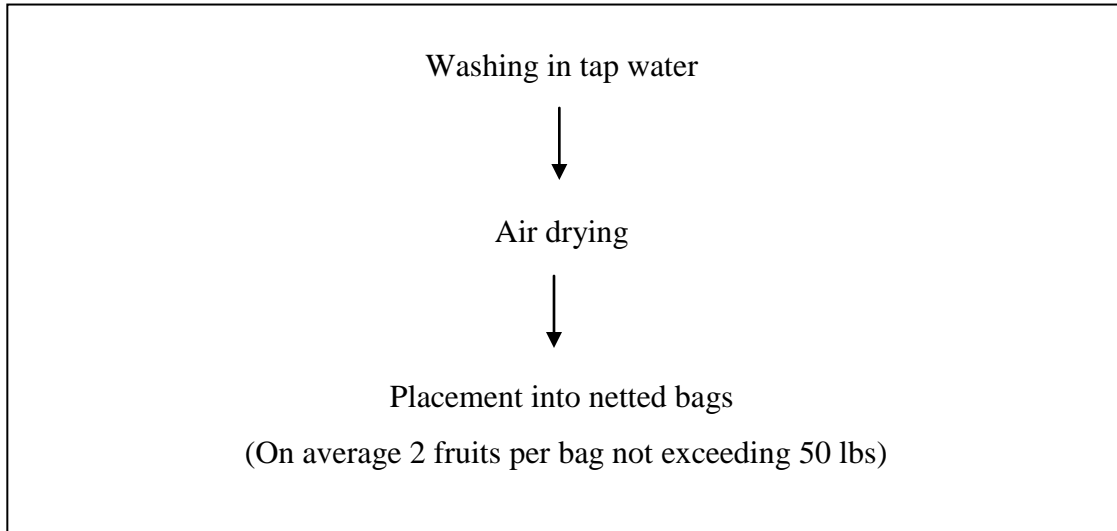 Washing in tap water
Air drying
Placement into netted bags
(On average 2 fruits per bag not exceeding 50 lbs)